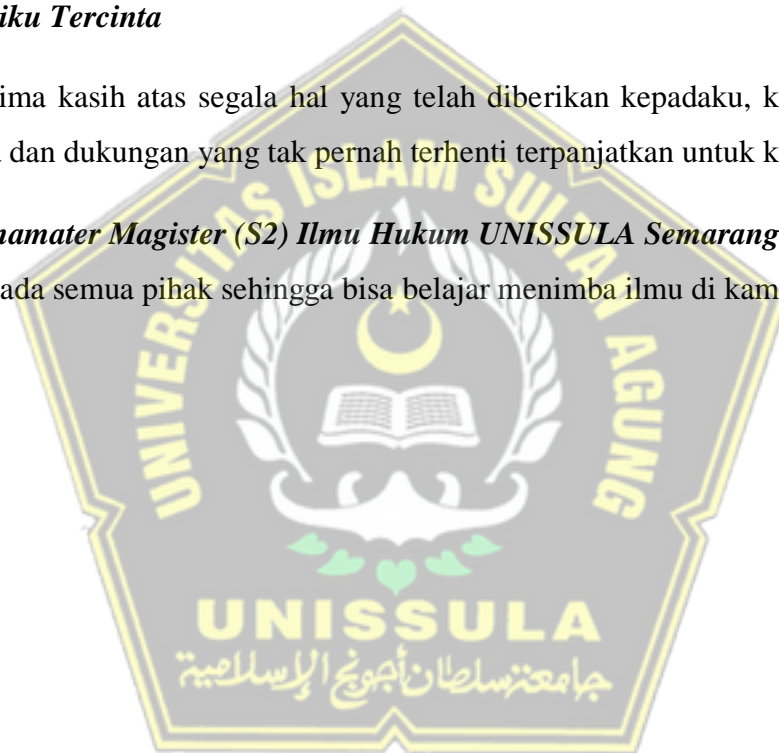 iku Tercinta
ima kasih atas segala hal yang telah diberikan kepadaku, k
dan dukungan yang tak pernah terhenti terpanjatkan untuk k
namater Magister (S2) Ilmu Hukum UNISSULA Semarang
ada semua pihak sehingga bisa belajar menimba ilmu di kam
UNIVERSITAS ISLAM SULTAN AGUNG
UNISSULA
جامعة سلطان أجونج الإسلامية